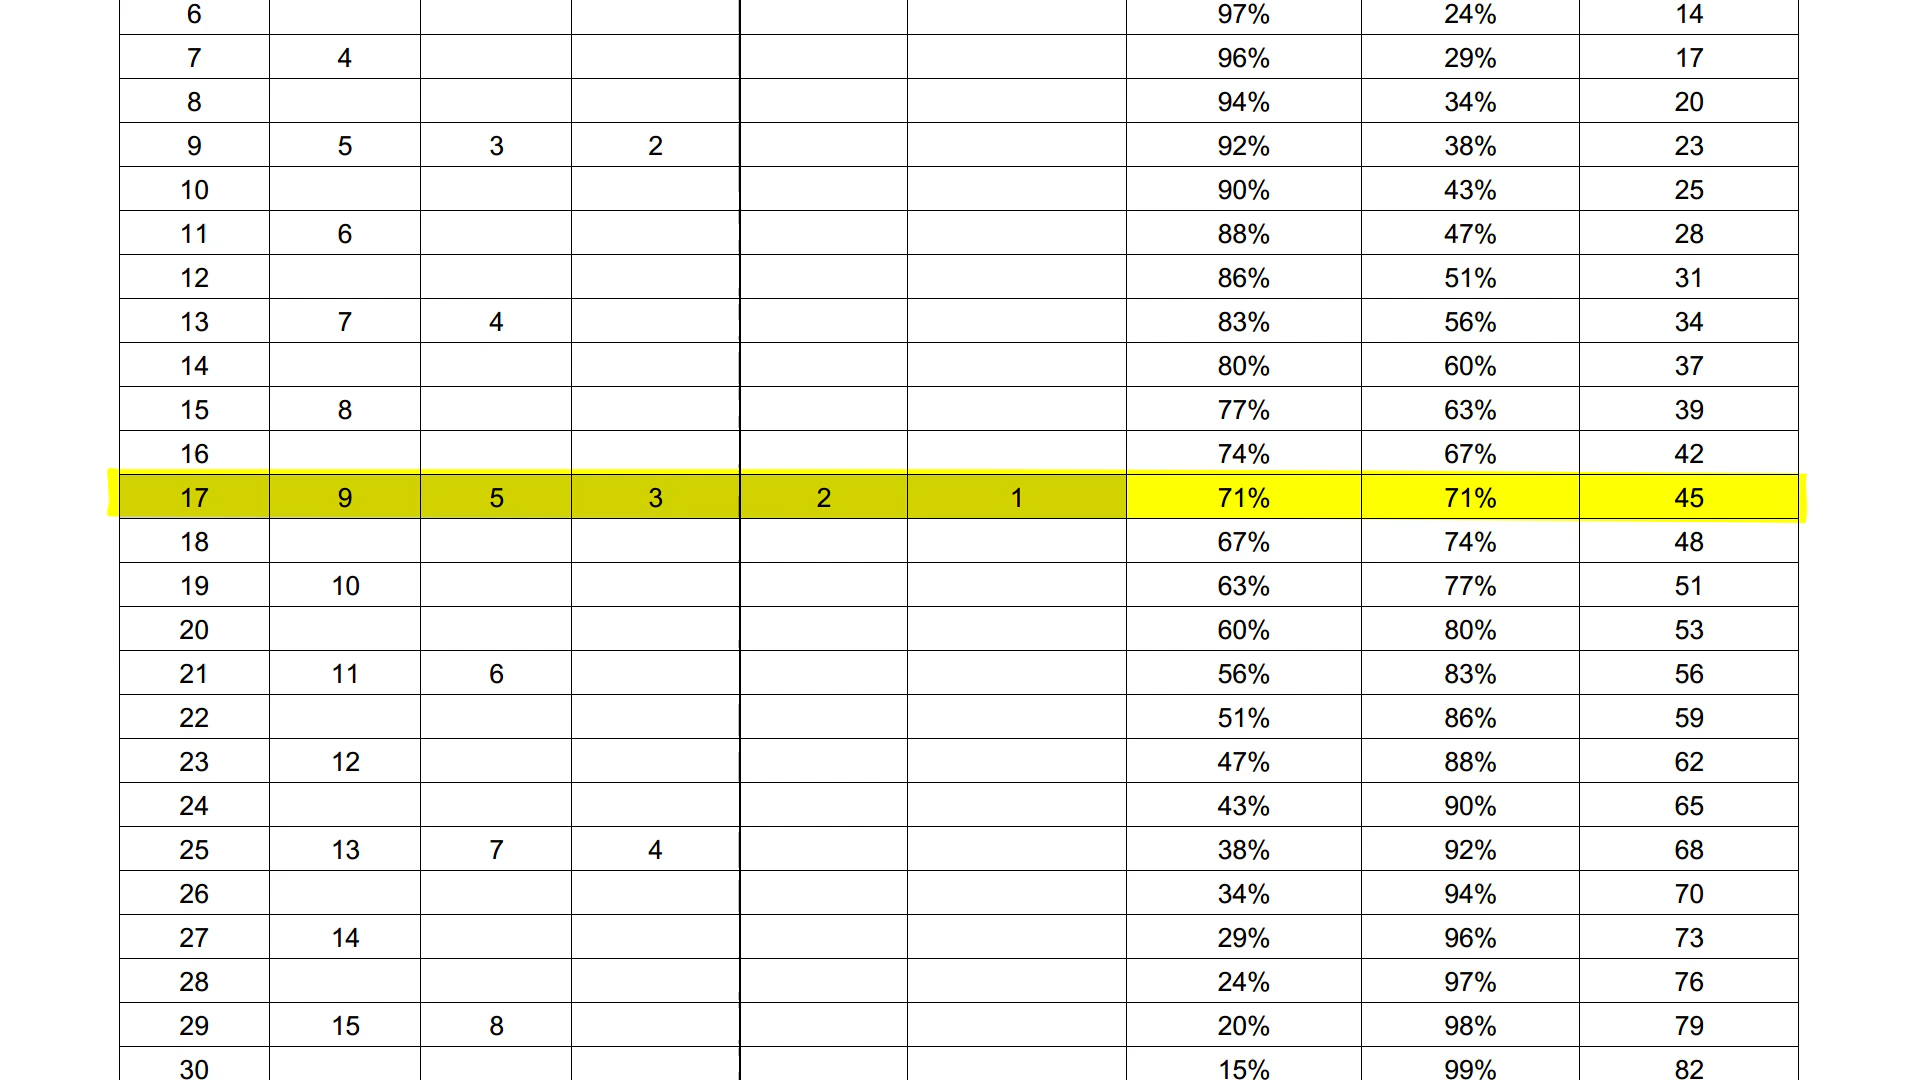 6 97% 24% 14
7 4 96% 29% 17
8 94% 34% 20
9 5 3 2 92% 38% 23
10 90% 43% 25
11 6 88% 47% 28
12 86% 51% 31
13 7 4 83% 56% 34
14 80% 60% 37
15 8 77% 63% 39
16 74% 67% 42
17 9 5 3 2 1 71% 71% 45
18 67% 74% 48
19 10 63% 77% 51
20 60% 80% 53
21 11 6 56% 83% 56
22 51% 86% 59
23 12 47% 88% 62
24 43% 90% 65
25 13 7 4 38% 92% 68
26 34% 94% 70
27 14 29% 96% 73
28 24% 97% 76
29 15 8 20% 98% 79
30 15% 99% 82